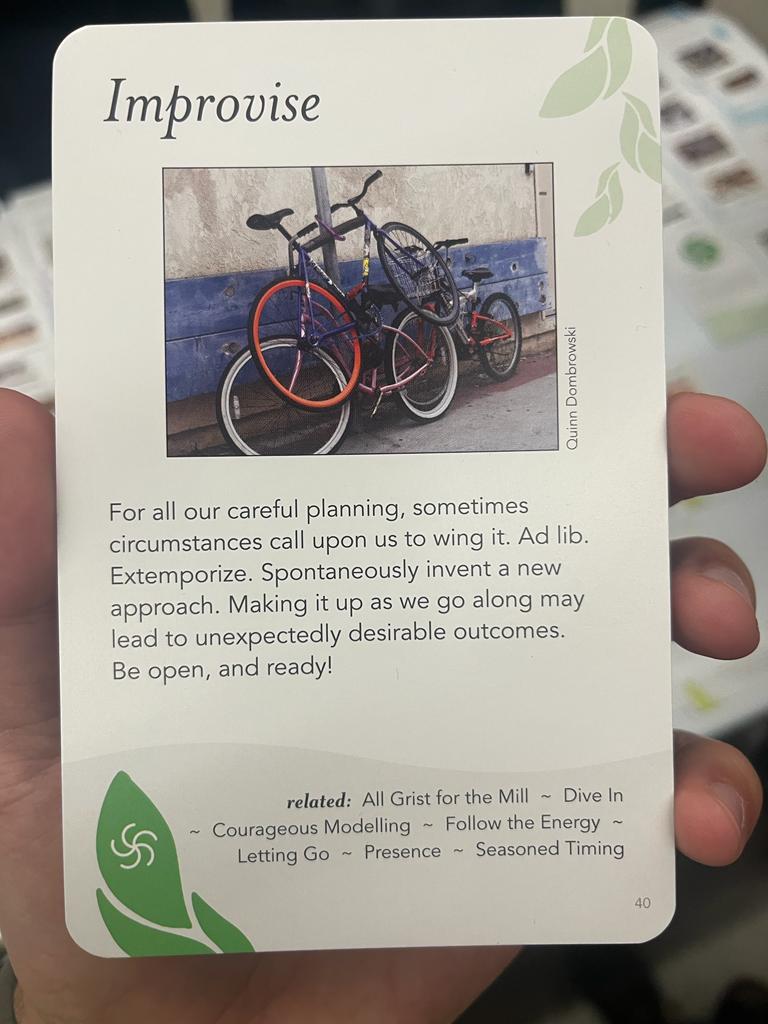 Improvise
Quinn Dombrowski
For all our careful planning, sometimes
circumstances call upon us to wing it. Ad lib.
Extemporize. Spontaneously invent a new
approach. Making it up as we go along may
lead to unexpectedly desirable outcomes.
Be open, and ready!
related: All Grist for the Mill ~ Dive In
~ Courageous Modelling ~ Follow the Energy ~
Letting Go ~ Presence ~ Seasoned Timing
40